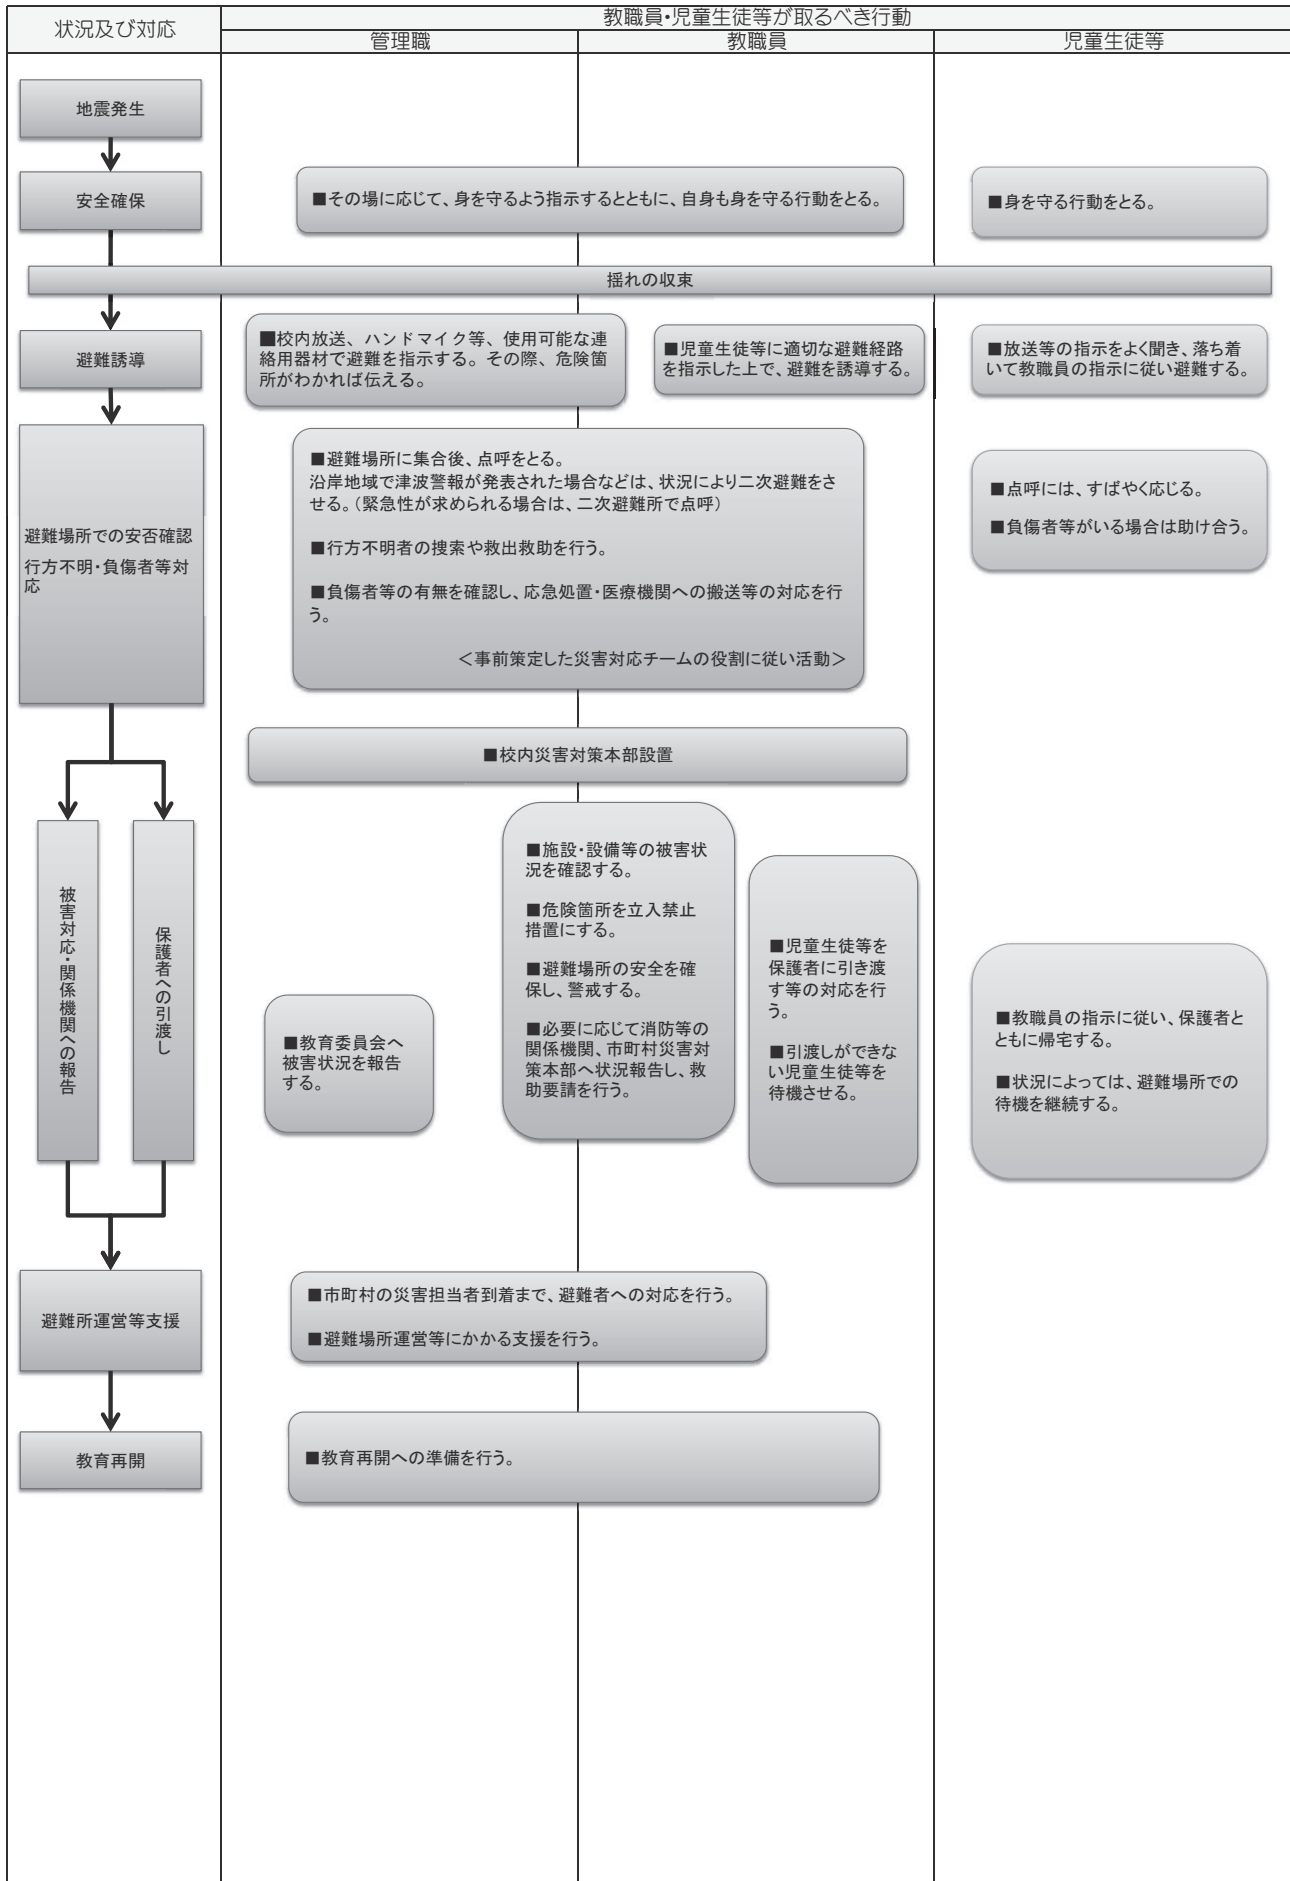 状況及び対応
教職員・児童生徒等が取るべき行動
管理職
教職員
児童生徒等
地震発生
安全確保
■その場に応じて、身を守るよう指示するとともに、自身も身を守る行動をとる。
■身を守る行動をとる。
揺れの収束
避難誘導
■校内放送、ハンドマイク等、使用可能な連
絡用器材で避難を指示する。その際、危険箇
所がわかれば伝える。
■児童生徒等に適切な避難経路
を指示した上で、避難を誘導する。
■放送等の指示をよく聞き、落ち着
いて教職員の指示に従い避難する。
避難場所での安否確認
行方不明・負傷者等対
応
■避難場所に集合後、点呼をとる。
沿岸地域で津波警報が発表された場合などは、状況により二次避難をさ
せる。（緊急性が求められる場合は、二次避難所で点呼）
■行方不明者の捜索や救出救助を行う。
■負傷者等の有無を確認し、応急処置・医療機関への搬送等の対応を行
う。
＜事前策定した災害対応チームの役割に従い活動＞
■点呼には、すばやく応じる。
■負傷者等がいる場合は助け合う。
■校内災害対策本部設置
被害対応・関係機関への報告
保護者への引渡し
■教育委員会へ
被害状況を報告
する。
■施設・設備等の被害状
況を確認する。
■危険箇所を立入禁止
措置にする。
■避難場所の安全を確
保し、警戒する。
■必要に応じて消防等の
関係機関、市町村災害対
策本部へ状況報告し、救
助要請を行う。
■児童生徒等を
保護者に引き渡
す等の対応を行
う。
■引渡しができな
い児童生徒等を
待機させる。
■教職員の指示に従い、保護者と
ともに帰宅する。
■状況によっては、避難場所での
待機を継続する。
避難所運営等支援
■市町村の災害担当者到着まで、避難者への対応を行う。
■避難場所運営等にかかる支援を行う。
教育再開
■教育再開への準備を行う。